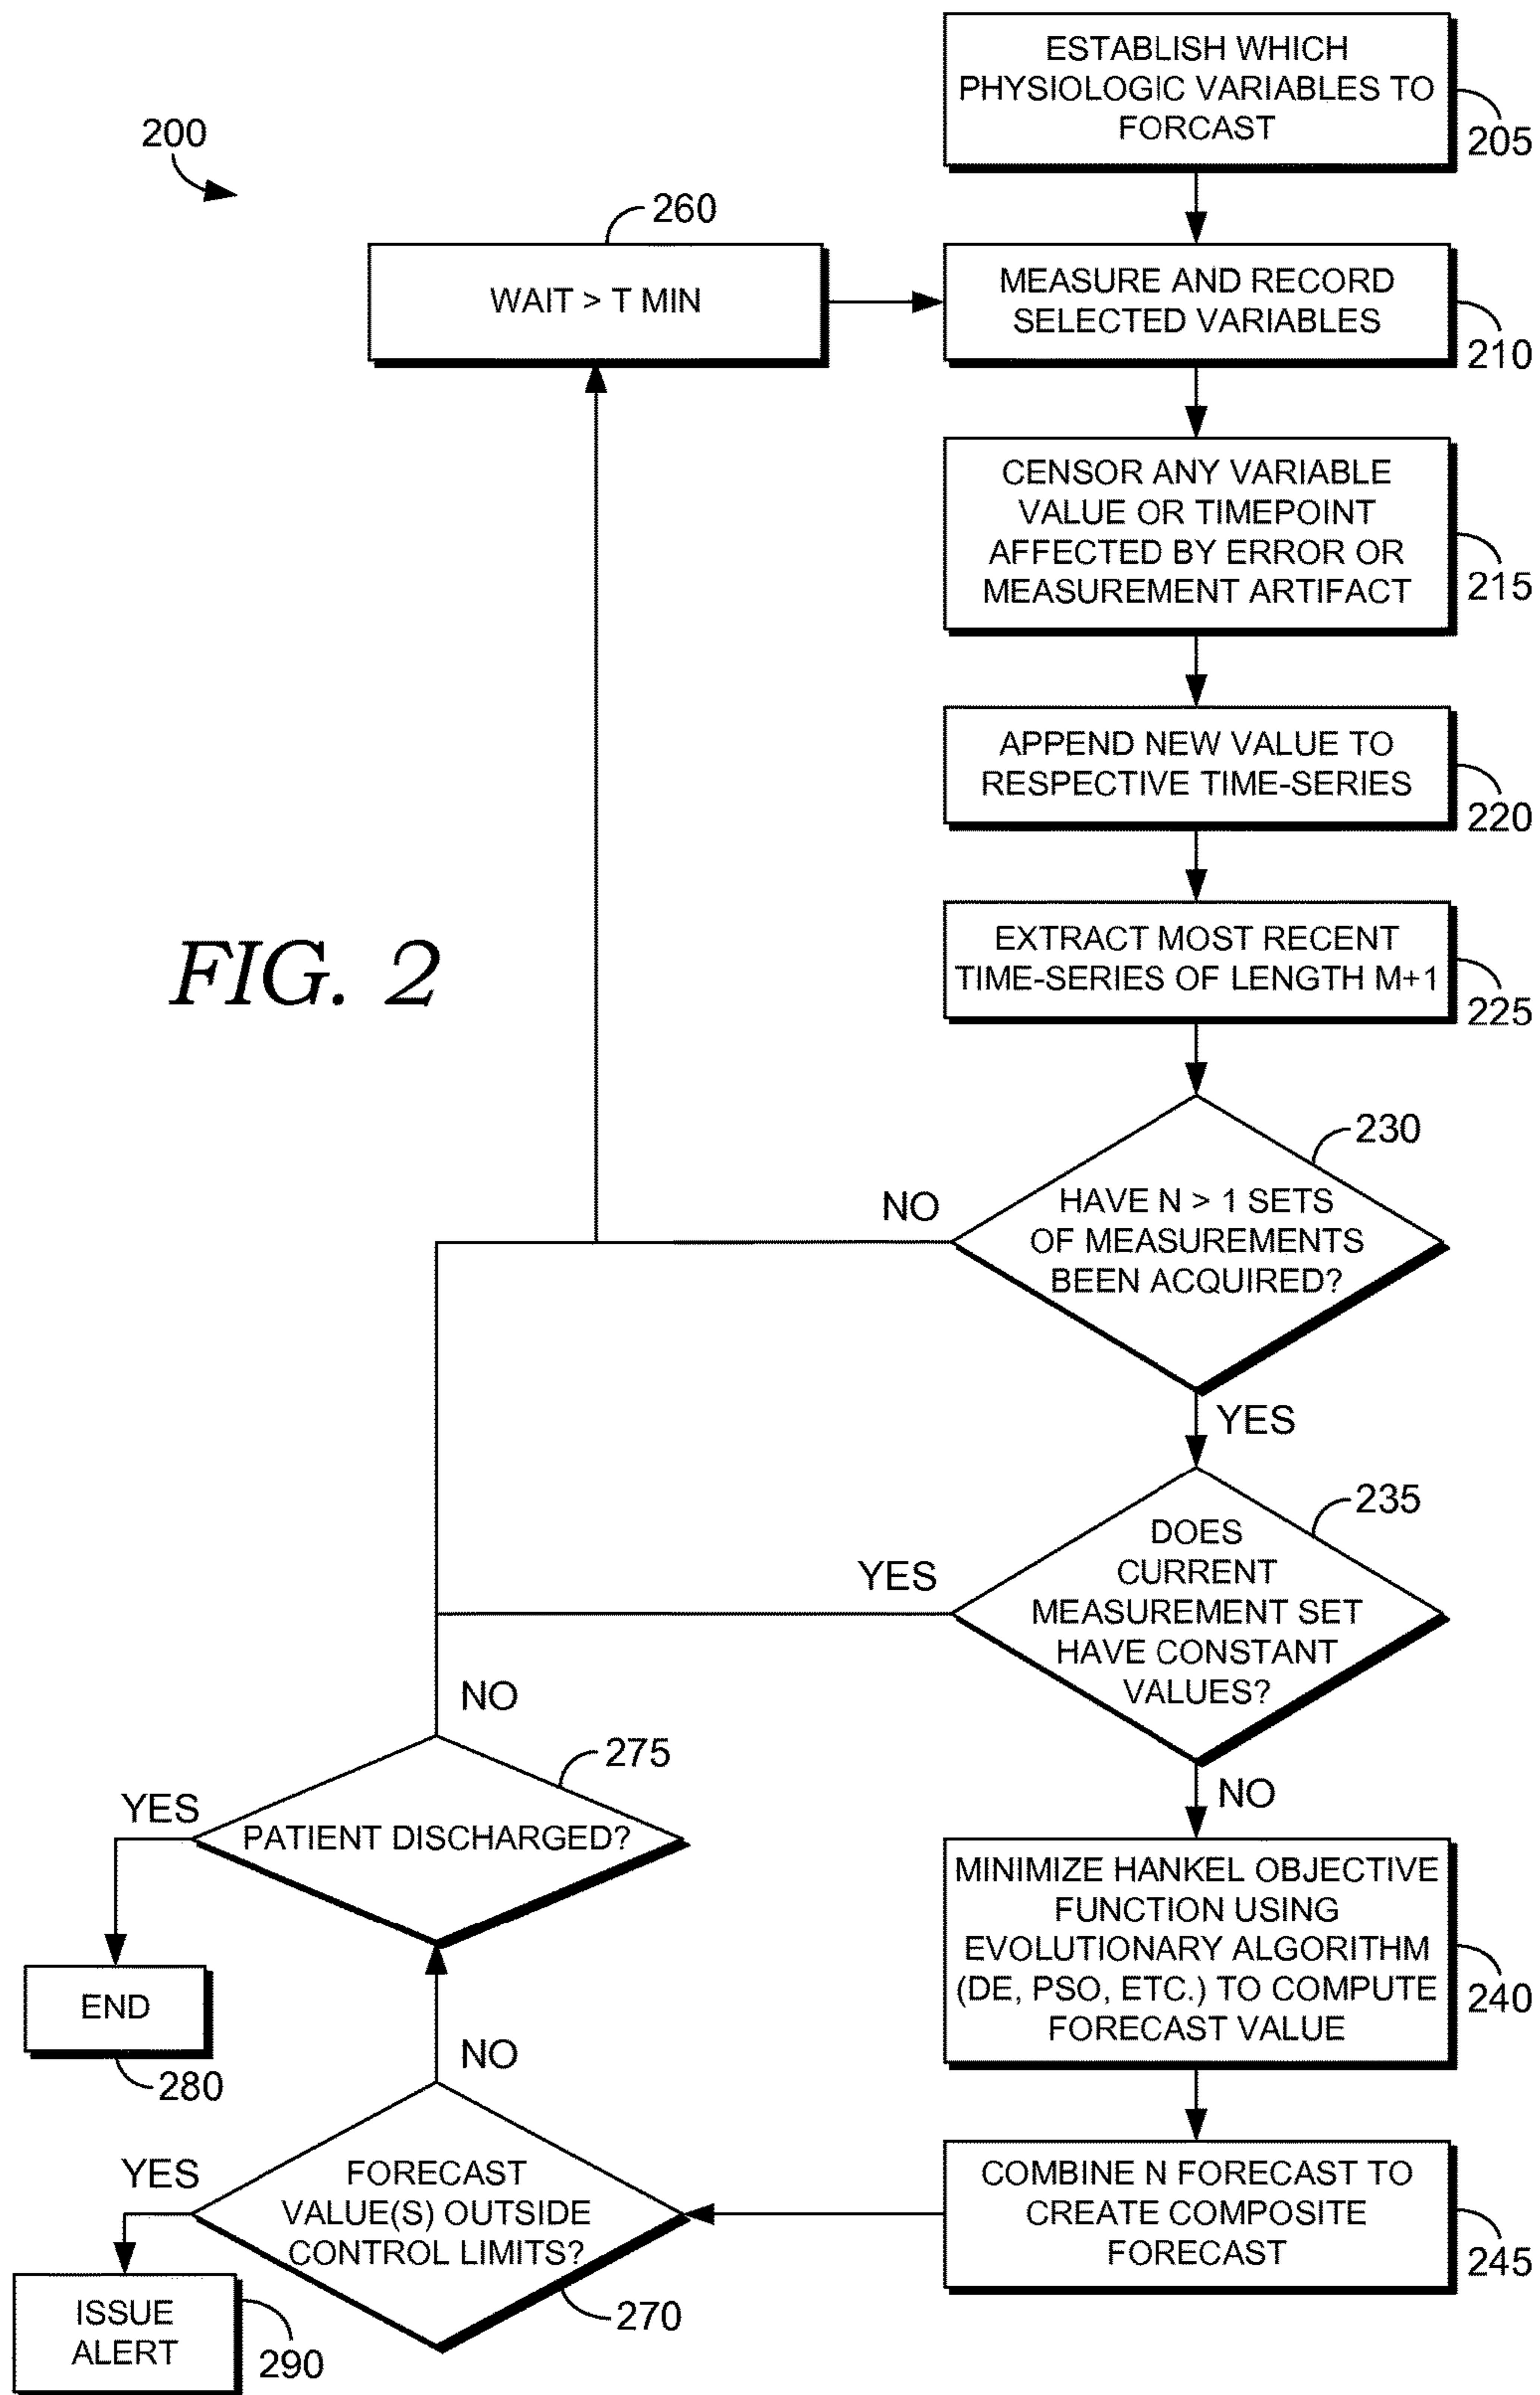 ESTABLISH WHICH
PHYSIOLOGIC VARIABLES TO
FORCAST
205
200
260
WAIT > T MIN
MEASURE AND RECORD
SELECTED VARIABLES
210
CENSOR ANY VARIABLE
VALUE OR TIMEPOINT
AFFECTED BY ERROR OR
MEASUREMENT ARTIFACT
215
APPEND NEW VALUE TO
RESPECTIVE TIME-SERIES
220
FIG. 2
EXTRACT MOST RECENT
TIME-SERIES OF LENGTH M+1
225
230
NO
HAVE N > 1 SETS
OF MEASUREMENTS
BEEN ACQUIRED?
YES
235
YES
DOES
CURRENT
MEASUREMENT SET
HAVE CONSTANT
VALUES?
NO
NO
275
YES
PATIENT DISCHARGED?
END
280
MINIMIZE HANKEL OBJECTIVE
FUNCTION USING
EVOLUTIONARY ALGORITHM
(DE, PSO, ETC.) TO COMPUTE
FORECAST VALUE
240
NO
YES
FORECAST
VALUE(S) OUTSIDE
CONTROL LIMITS?
270
COMBINE N FORECAST TO
CREATE COMPOSITE
FORECAST
245
ISSUE
ALERT
290